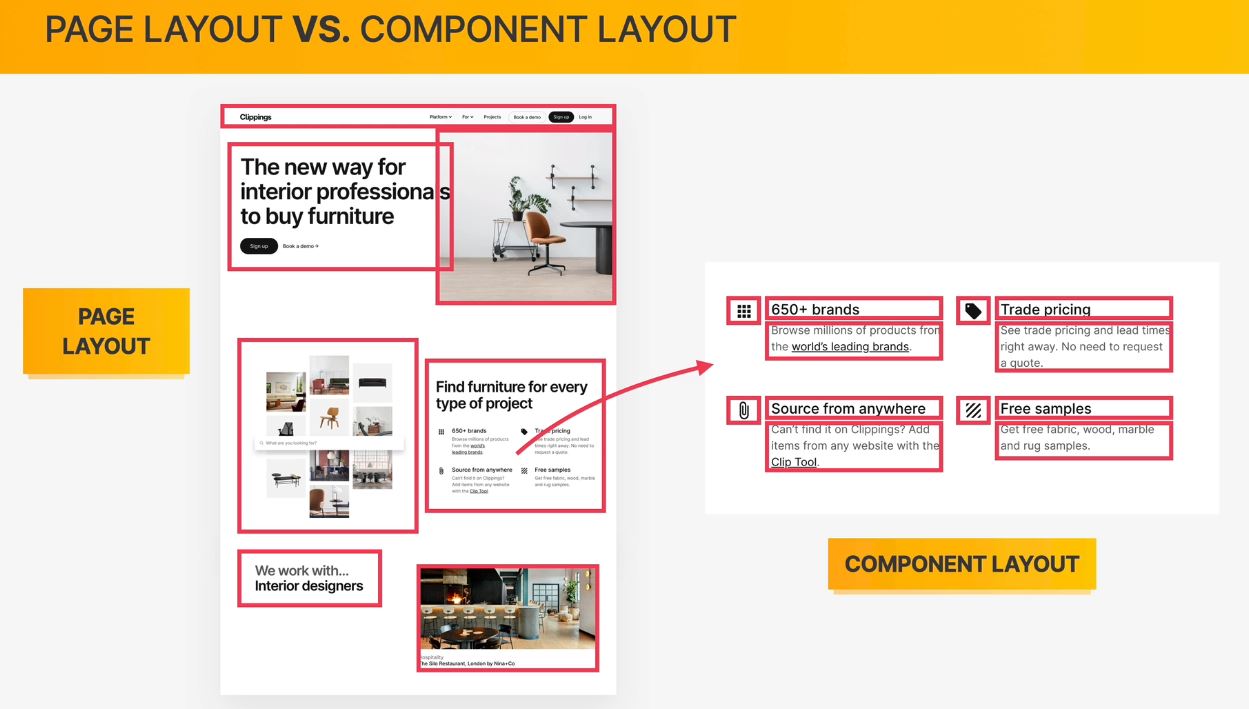 PAGE LAYOUT VS. COMPONENT LAYOUT
PAGE
LAYOUT
Clippings
Platform
For
Projects
Book a demo
Sign up
Log in
The new way for
interior professionals
to buy furniture
Sign up
Book a demo →
What are you looking for?
Find furniture for every
type of project
650+ brands
Browse millions of products
from the world's
leading brands.
Trade pricing
See trade pricing and lead
times right away. No need to
request a quote.
Source from anywhere
Can't find it on Clippings?
Add items from any website
with the Clip Tool.
Free samples
Get free fabric, wood, marble
and rug samples.
We work with...
Interior designers
Hospitality
The Silo Restaurant, London by Nina+Co
650+ brands
Browse millions of products from
the world's leading brands.
Trade pricing
See trade pricing and lead times
right away. No need to request
a quote.
Source from anywhere
Can't find it on Clippings? Add
items from any website with the
Clip Tool.
Free samples
Get free fabric, wood, marble
and rug samples.
COMPONENT LAYOUT